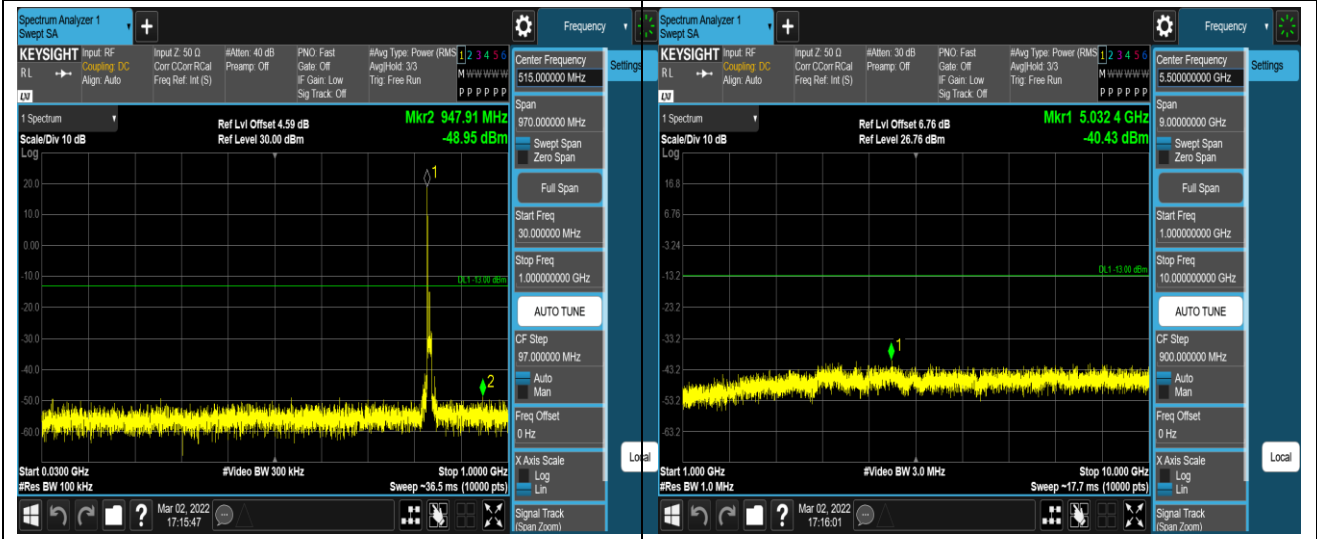 Spectrum Analyzer 1
Swept SA
+
Frequency
KEYSIGHT
RL
LXI
Input: RF
Coupling: DC
Align: Auto
Input Z: 50 Ω
Corr CCorr RCal
Freq Ref: Int (S)
#Atten: 40 dB
Preamp: Off
PNO: Fast
Gate: Off
IF Gain: Low
Sig Track: Off
#Avg Type: Power (RMS
Avg|Hold: 3/3
Trig: Free Run
1 2 3 4 5 6
M W W W W W
P P P P P P
1 Spectrum
Scale/Div 10 dB
Log
Ref Lvl Offset 4.59 dB
Ref Level 30.00 dBm
Mkr2 947.91 MHz
-48.95 dBm
20.0
10.0
0.00
-10.0
-20.0
-30.0
-40.0
-50.0
-60.0
1
DL1 -13.00 dBm
2
Start 0.0300 GHz
#Res BW 100 kHz
#Video BW 300 kHz
Stop 1.0000 GHz
Sweep ~36.5 ms (10000 pts)
Center Frequency
515.000000 MHz
Settings
Span
970.000000 MHz
Swept Span
Zero Span
Full Span
Start Freq
30.000000 MHz
Stop Freq
1.000000000 GHz
AUTO TUNE
CF Step
97.000000 MHz
Auto
Man
Freq Offset
0 Hz
X Axis Scale
Log
Lin
Local
Signal Track
(Span Zoom)
?
Mar 02, 2022
17:15:47
Spectrum Analyzer 1
Swept SA
+
Frequency
KEYSIGHT
RL
LXI
Input: RF
Coupling: DC
Align: Auto
Input Z: 50 Ω
Corr CCorr RCal
Freq Ref: Int (S)
#Atten: 30 dB
Preamp: Off
PNO: Fast
Gate: Off
IF Gain: Low
Sig Track: Off
#Avg Type: Power (RMS
Avg|Hold: 3/3
Trig: Free Run
1 2 3 4 5 6
M W W W W W
P P P P P P
1 Spectrum
Scale/Div 10 dB
Log
Ref Lvl Offset 6.76 dB
Ref Level 26.76 dBm
Mkr1 5.032 4 GHz
-40.43 dBm
16.8
6.76
-3.24
-13.2
-23.2
-33.2
-43.2
-53.2
-63.2
DL1 -13.00 dBm
1
Start 1.000 GHz
#Res BW 1.0 MHz
#Video BW 3.0 MHz
Stop 10.000 GHz
Sweep ~17.7 ms (10000 pts)
Center Frequency
5.500000000 GHz
Settings
Span
9.00000000 GHz
Swept Span
Zero Span
Full Span
Start Freq
1.000000000 GHz
Stop Freq
10.000000000 GHz
AUTO TUNE
CF Step
900.000000 MHz
Auto
Man
Freq Offset
0 Hz
X Axis Scale
Log
Lin
Local
Signal Track
(Span Zoom)
?
Mar 02, 2022
17:16:01